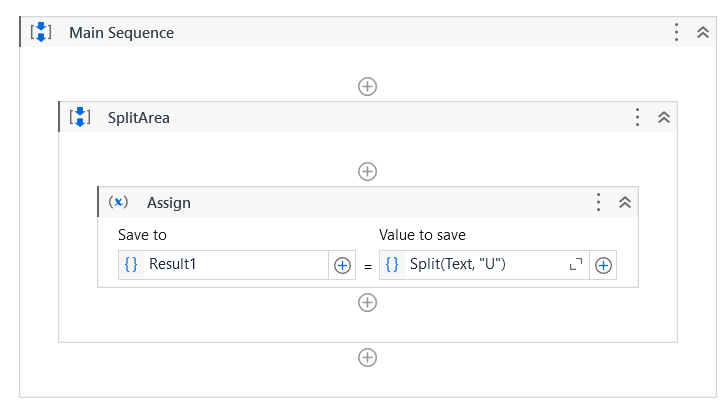 Main Sequence
SplitArea
Assign
Save to
Value to save
Result1
=
Split(Text, "U")